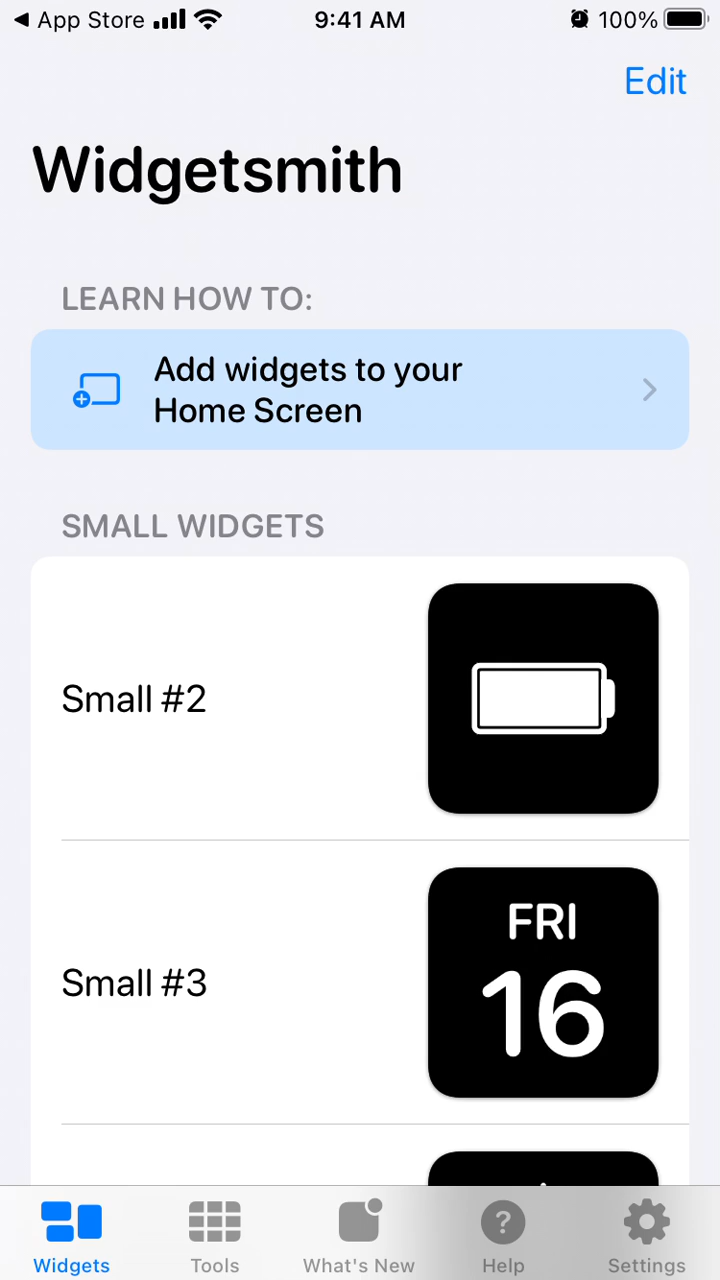 App Store 9:41 AM 100%
Edit
Widgetsmith
LEARN HOW TO:
Add widgets to your
Home Screen
SMALL WIDGETS
Small #2
FRI
Small #3
16
Widgets Tools What's New Help Settings